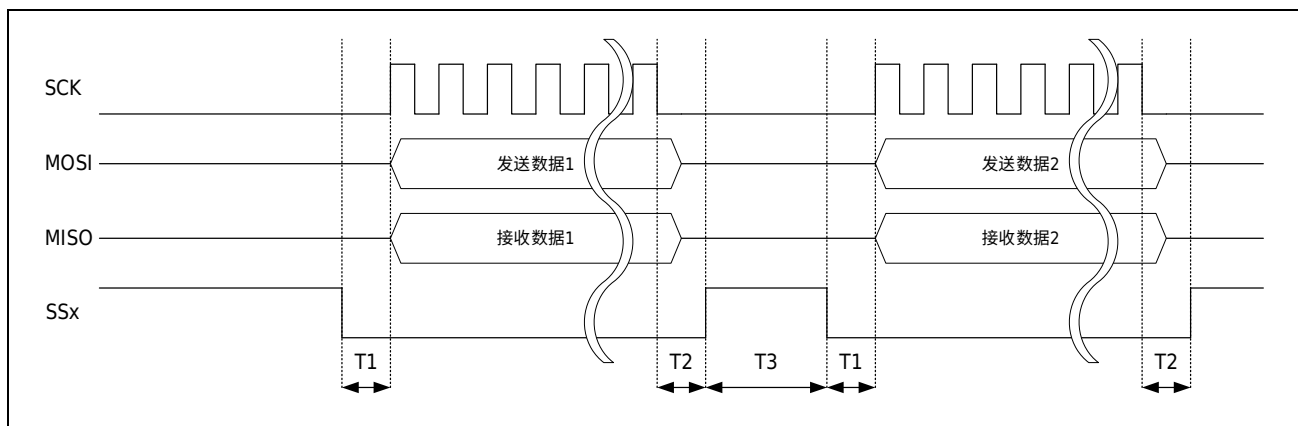 SCK
MOSI 发送数据1 发送数据2
MISO 接收数据1 接收数据2
SSx
T1 T2 T3 T1 T2